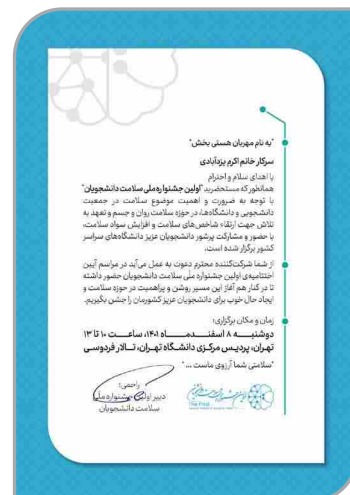 "به نام مهربان هستی بخش"
سرکار خانم اکرم یزدآبادی
با اهدای سلام و احترام
همانطور که مستحضرید "اولین جشنواره ملی سلامت دانشجویان"
با توجه به ضرورت و اهمیت موضوع سلامت در جمعیت
دانشجویی و دانشگاه‌ها، در حوزه سلامت روان و جسم و تعهد به
تلاش جهت ارتقاء شاخص‌های سلامت و افزایش سواد سلامت،
با حضور و مشارکت پرشور دانشجویان عزیز دانشگاه‌های سراسر
کشور برگزار شده است.
از شما شرکت‌کننده محترم دعوت به عمل می‌آید در مراسم آیین
اختتامیه‌ی اولین جشنواره ملی سلامت دانشجویان حضور داشته
تا در کنار هم آغاز این مسیر روشن و پراهمیت در حوزه سلامت و
ایجاد حال خوب برای دانشجویان عزیز کشورمان را جشن بگیریم.
زمان و مکان برگزاری:
دوشنبه ۸ اسفندماه ۱۴۰۱، ساعت ۱۰ تا ۱۳
تهران، پردیس مرکزی دانشگاه تهران، تالار فردوسی
"سلامتی شما آرزوی ماست ..."
راحمی؛
دبیر اولین جشنواره ملی
سلامت دانشجویان
The First